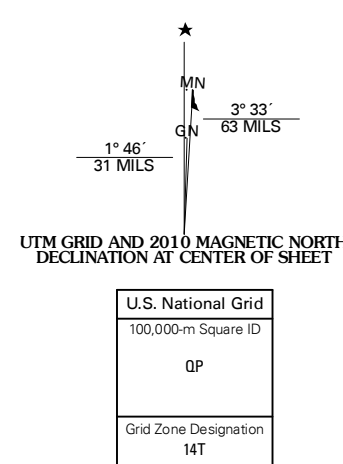 ★
MN
3° 33´
63 MILS
GN
1° 46´
31 MILS
UTM GRID AND 2010 MAGNETIC NORTH
DECLINATION AT CENTER OF SHEET
U.S. National Grid
100,000-m Square ID
QP
Grid Zone Designation
14T